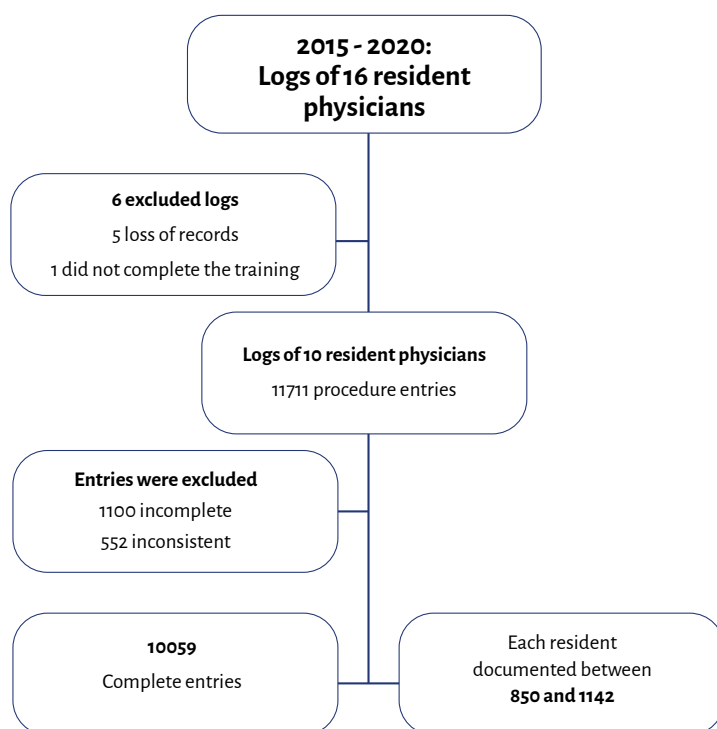 2015 - 2020:
Logs of 16 resident
physicians
6 excluded logs
5 loss of records
1 did not complete the training
Logs of 10 resident physicians
11711 procedure entries
Entries were excluded
1100 incomplete
552 inconsistent
10059
Complete entries
Each resident
documented between
850 and 1142